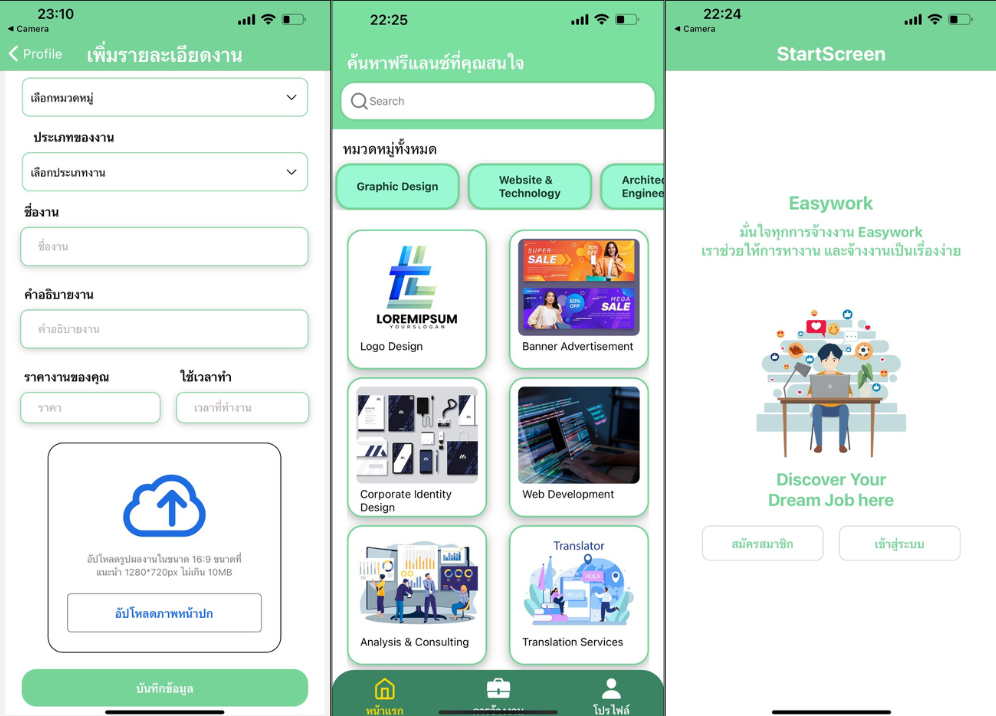 23:10
◀ Camera
Profile
เพิ่มรายละเอียดงาน
เลือกหมวดหมู่
ประเภทของงาน
เลือกประเภทงาน
ชื่องาน
ชื่องาน
คำอธิบายงาน
คำอธิบายงาน
ราคางานของคุณ
ใช้เวลาทำ
ราคา
เวลาที่ทำงาน
อัปโหลดรูปผลงานในขนาด 16:9 ขนาดที่
แนะนำ 1280*720px ไม่เกิน 10MB
อัปโหลดภาพหน้าปก
บันทึกข้อมูล
22:25
ค้นหาฟรีแลนซ์ที่คุณสนใจ
Search
หมวดหมู่ทั้งหมด
Graphic Design
Website &
Technology
Architec
Enginee
LOREMIPSUM
YOURSLOGAN
Logo Design
SUPER
SALE
50%
OFF
MEGA
SALE
Banner Advertisement
Corporate Identity
Design
Web Development
Analysis & Consulting
Translator
HOLA
Translation Services
หน้าแรก
การจ้างงาน
โปรไฟล์
22:24
◀ Camera
StartScreen
Easywork
มั่นใจทุกการจ้างงาน Easywork
เราช่วยให้การหางาน และจ้างงานเป็นเรื่องง่าย
Discover Your
Dream Job here
สมัครสมาชิก
เข้าสู่ระบบ